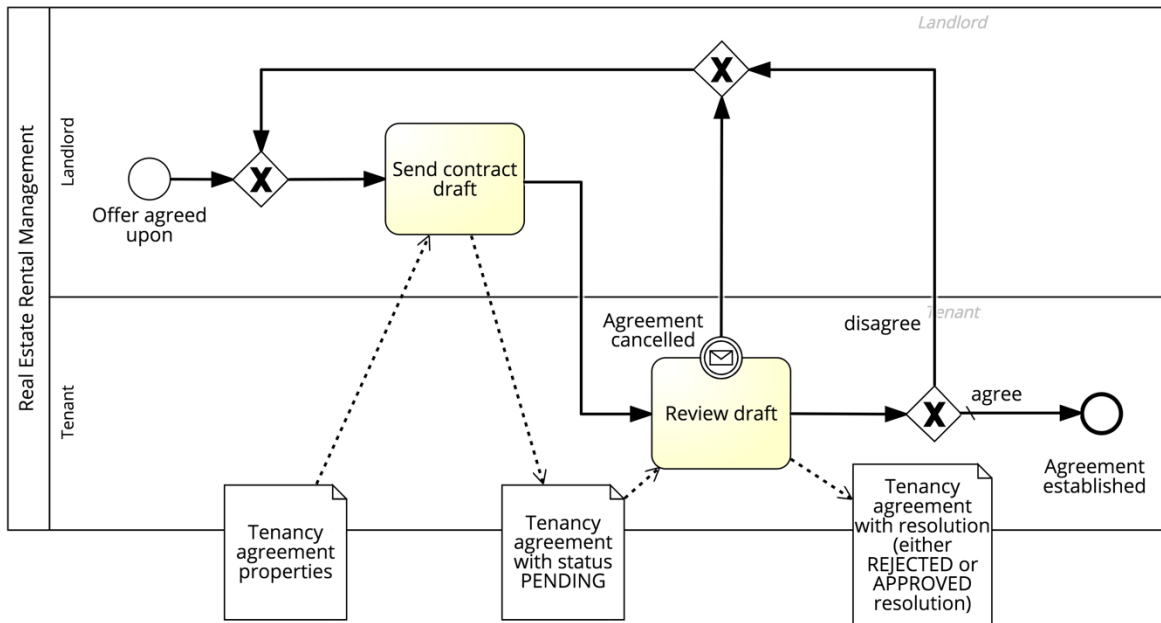 Real Estate Rental Management
Landlord
Landlord
Offer agreed
upon
X
Send contract
draft
X
Tenant
Tenant
Agreement
cancelled
disagree
Review draft
X
agree
Agreement
established
Tenancy
agreement
properties
Tenancy
agreement
with status
PENDING
Tenancy
agreement
with resolution
(either
REJECTED or
APPROVED
resolution)